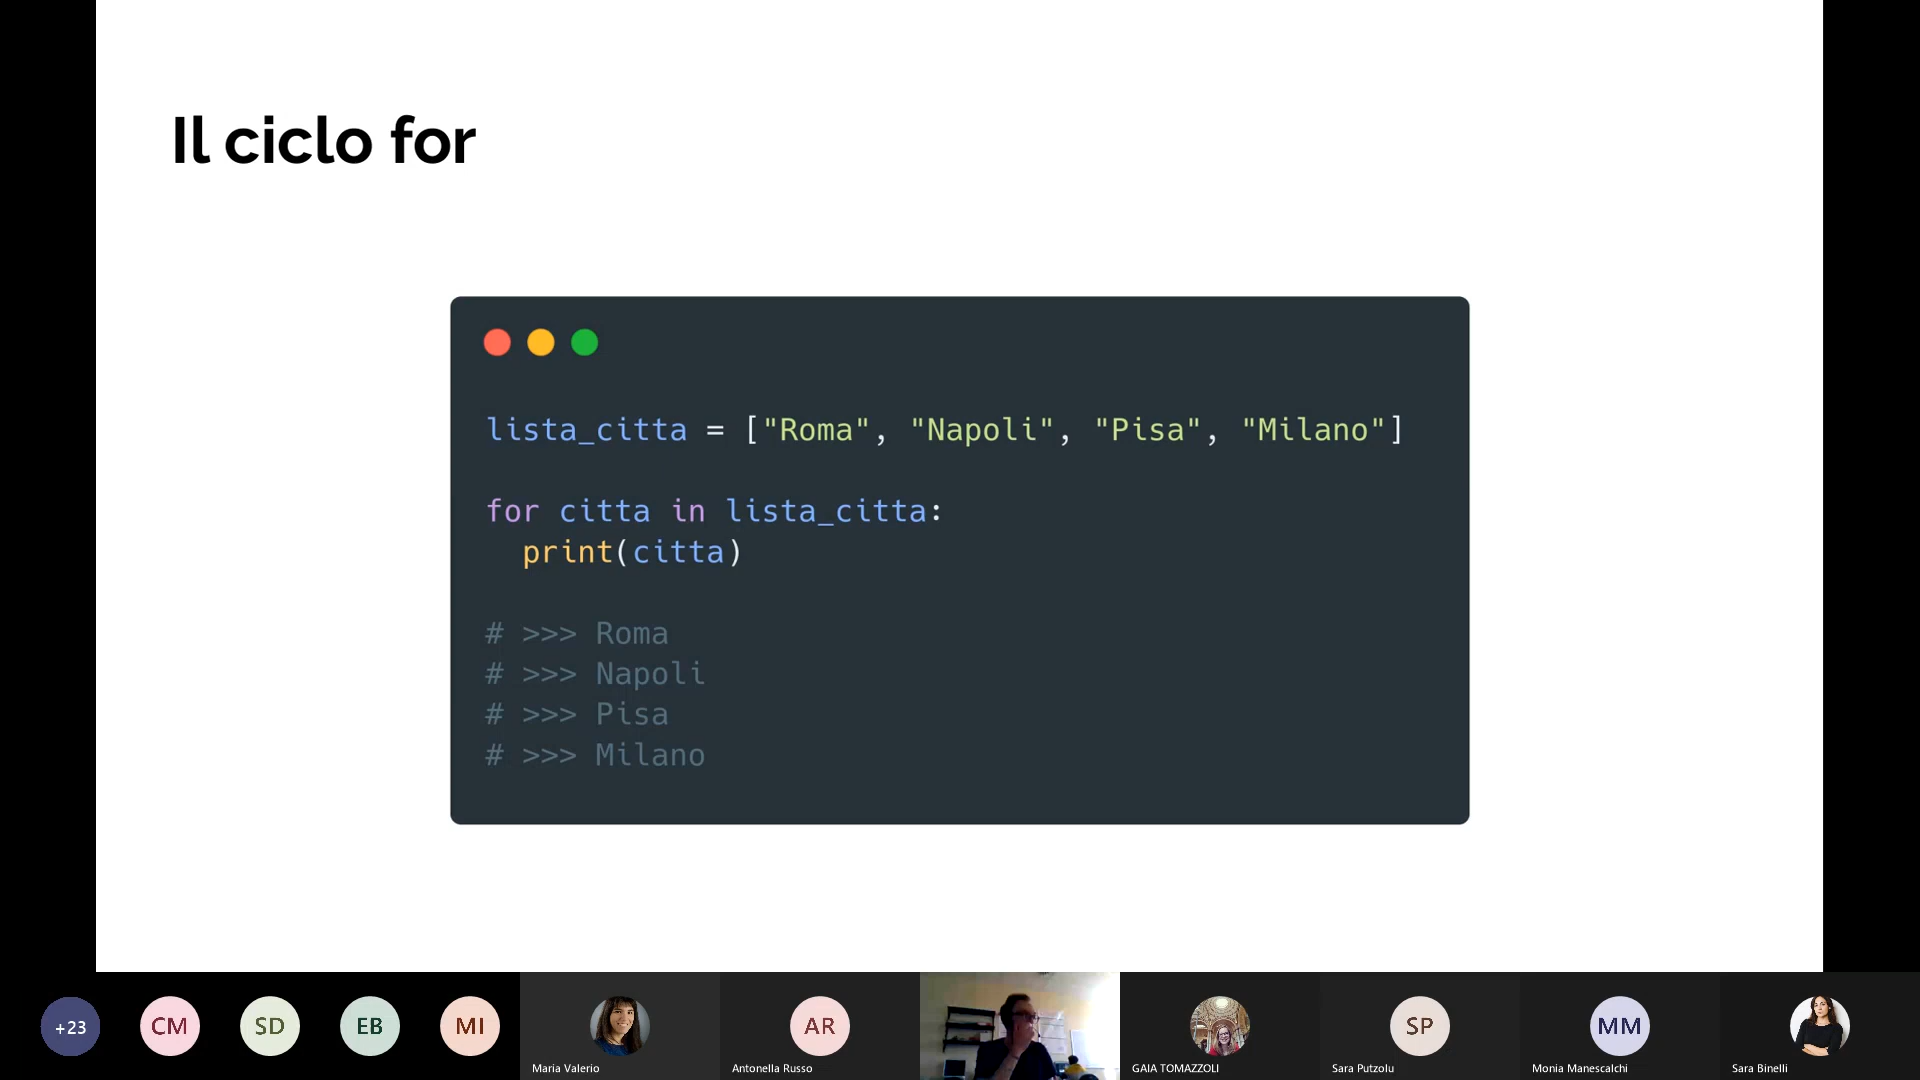 Il ciclo for
lista_citta = ["Roma", "Napoli", "Pisa", "Milano"]
for citta in lista_citta:
print(citta)
# >>> Roma
# >>> Napoli
# >>> Pisa
# >>> Milano
+23
CM
SD
EB
MI
Maria Valerio
AR
Antonella Russo
GAIA TOMAZZOLI
SP
Sara Putzolu
MM
Monia Manescalchi
Sara Binelli